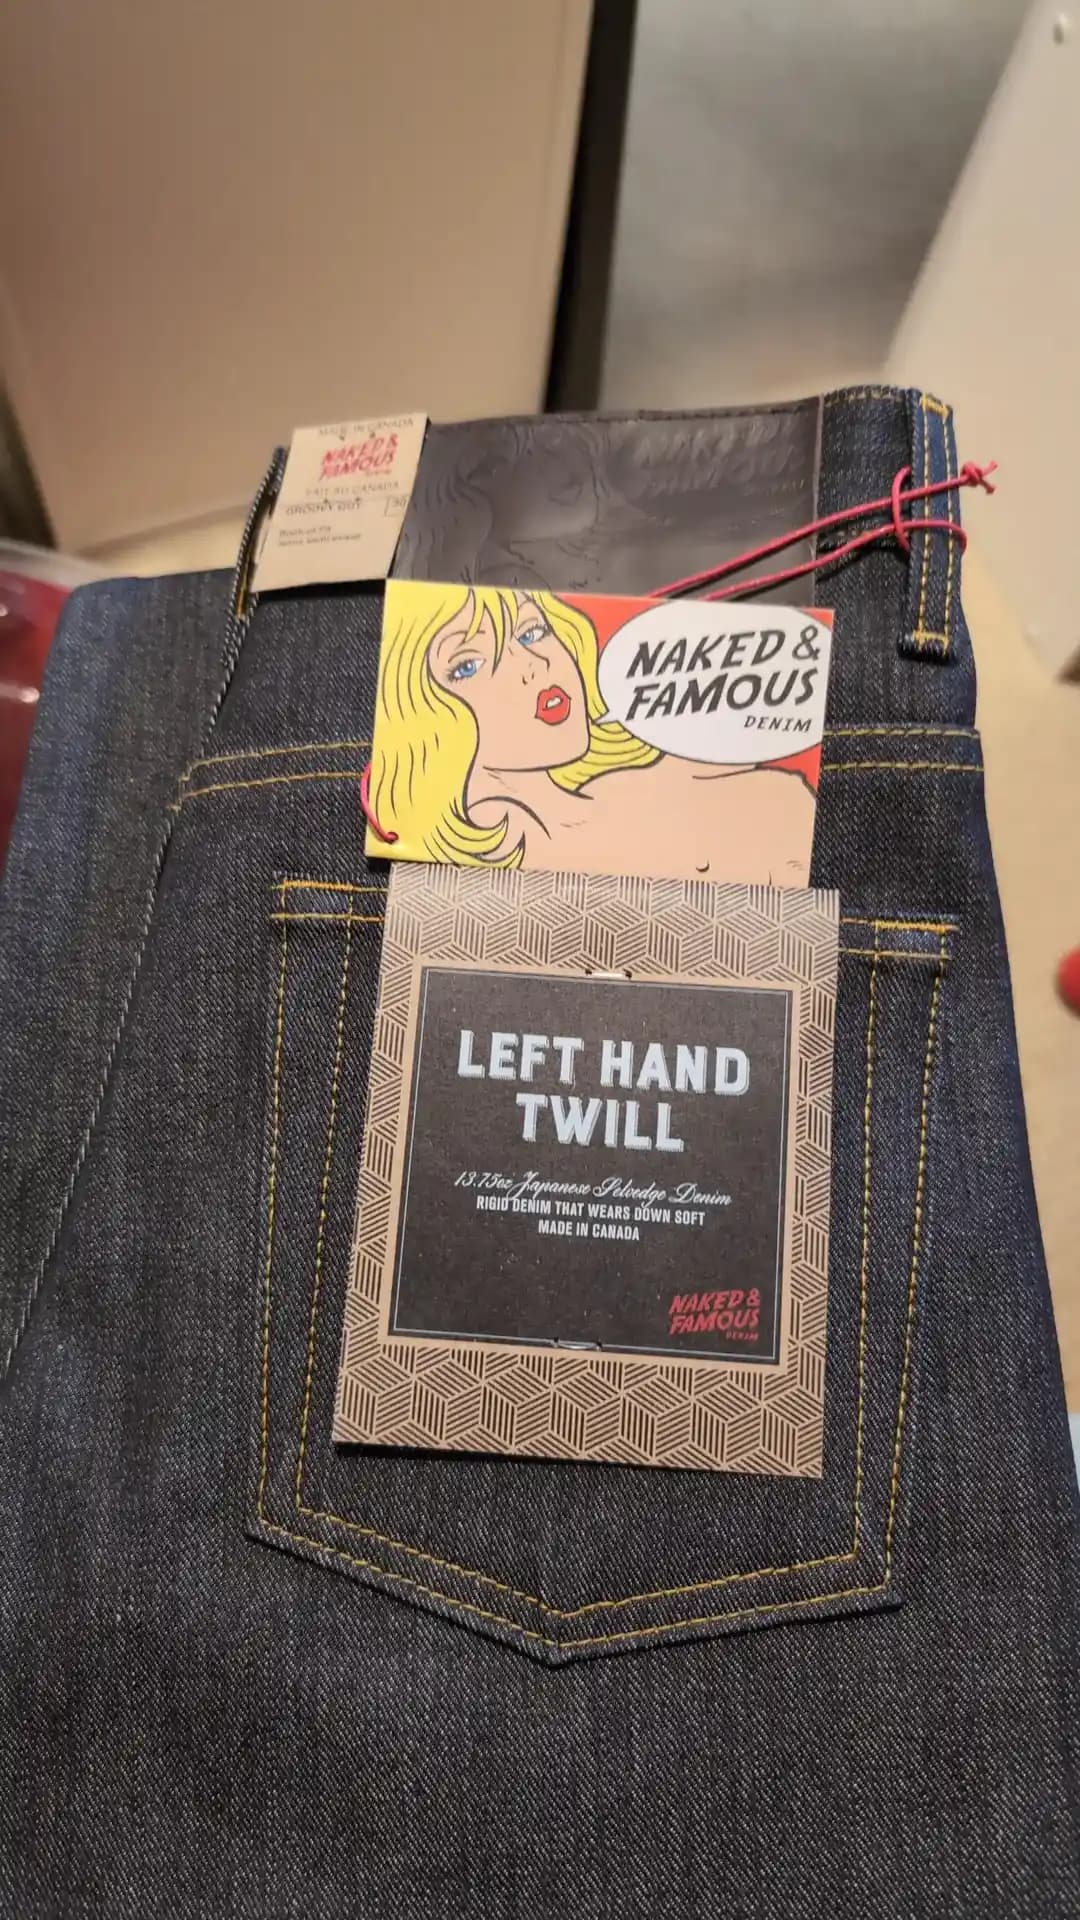 MADE IN CANADA
NAKED &
FAMOUS
DENIM
FAIT AU CANADA
GROOVY GUY
30
NAKED &
FAMOUS
DENIM
LEFT HAND
TWILL
13.75oz Japanese Selvedge Denim
RIGID DENIM THAT WEARS DOWN SOFT
MADE IN CANADA
NAKED &
FAMOUS
DENIM